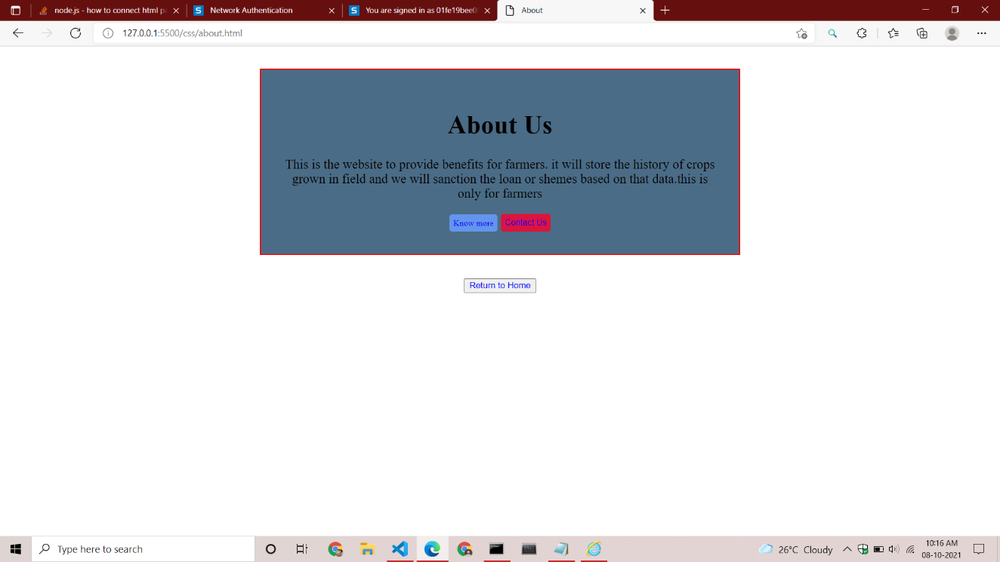 node.js - how to connect html pa
Network Authentication
You are signed in as 01fe19bee0
About
127.0.0.1:5500/css/about.html
About Us
This is the website to provide benefits for farmers. it will store the history of crops
grown in field and we will sanction the loan or shemes based on that data.this is
only for farmers
Know more
Contact Us
Return to Home
Type here to search
26°C Cloudy
10:16 AM
08-10-2021